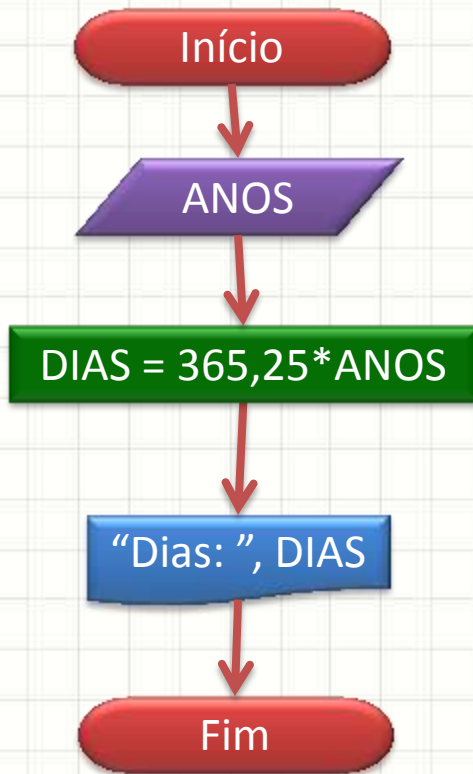 Início
ANOS
DIAS = 365,25*ANOS
“Dias: ”, DIAS
Fim